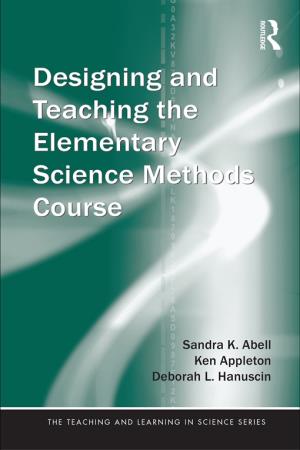 ROUTLEDGE
Designing and
Teaching the
Elementary
Science Methods
Course
Sandra K. Abell
Ken Appleton
Deborah L. Hanuscin
THE TEACHING AND LEARNING IN SCIENCE SERIES